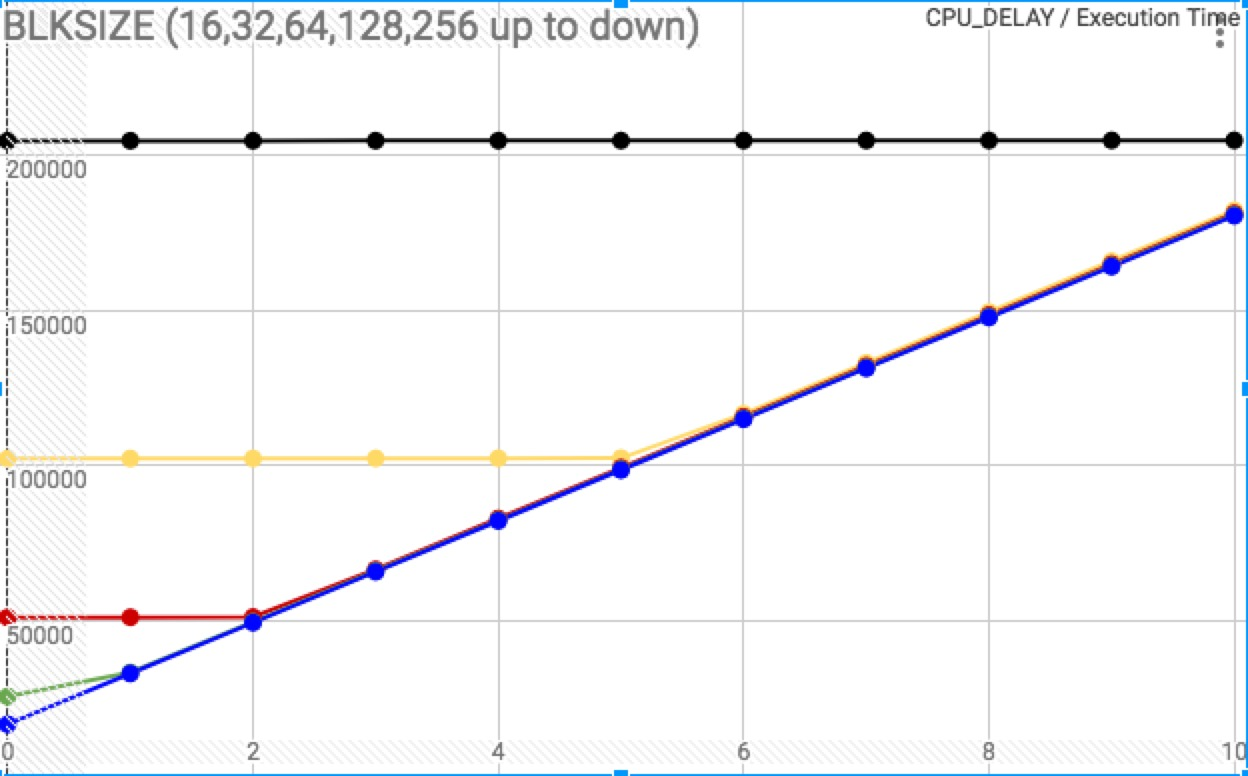 BLKSIZE (16,32,64,128,256 up to down)
CPU_DELAY / Execution Time
200000
150000
100000
50000
0 2 4 6 8 10